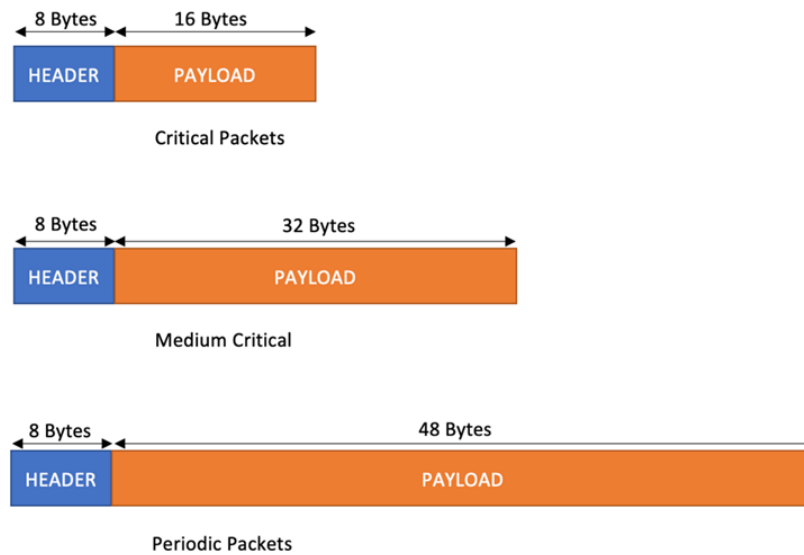 8 Bytes 16 Bytes
HEADER PAYLOAD
Critical Packets
8 Bytes 32 Bytes
HEADER PAYLOAD
Medium Critical
8 Bytes 48 Bytes
HEADER PAYLOAD
Periodic Packets